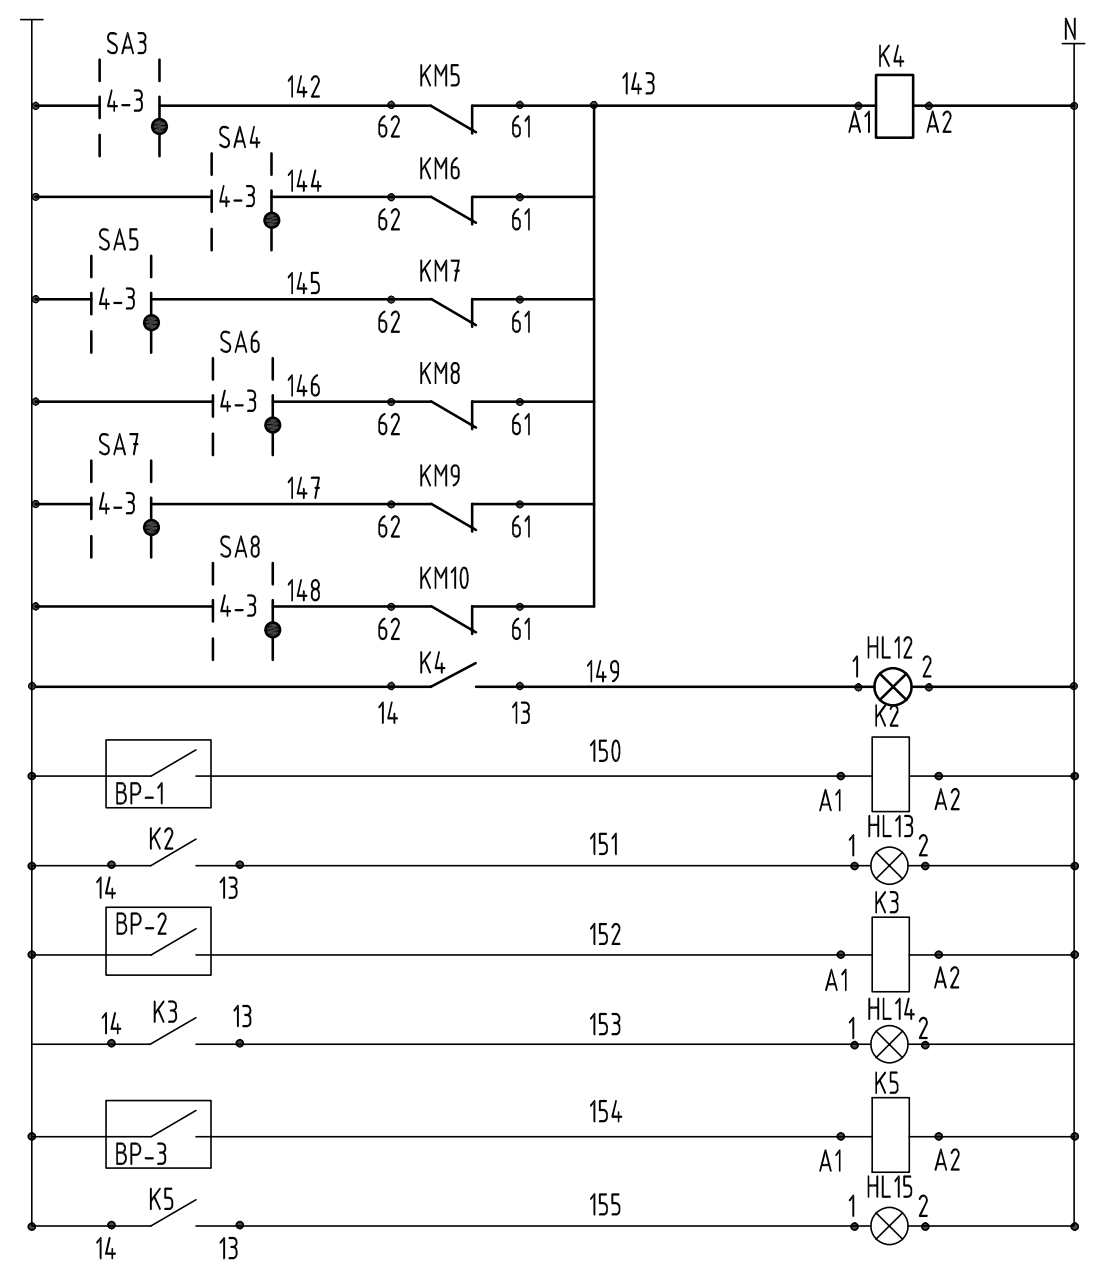 N
SA3 K4
4-3 142 KM5 143
62 61 A1 A2
SA4
4-3 144 KM6
62 61
SA5
4-3 145 KM7
62 61
SA6
4-3 146 KM8
62 61
SA7
4-3 147 KM9
62 61
SA8
4-3 148 KM10
62 61
K4 149 1 HL12 2
14 13 K2
BP-1 150 A1 A2
K2 151 1 HL13 2
14 13
BP-2 152 K3
A1 A2
14 K3 13 153 1 HL14 2
BP-3 154 K5
A1 A2
K5 155 1 HL15 2
14 13